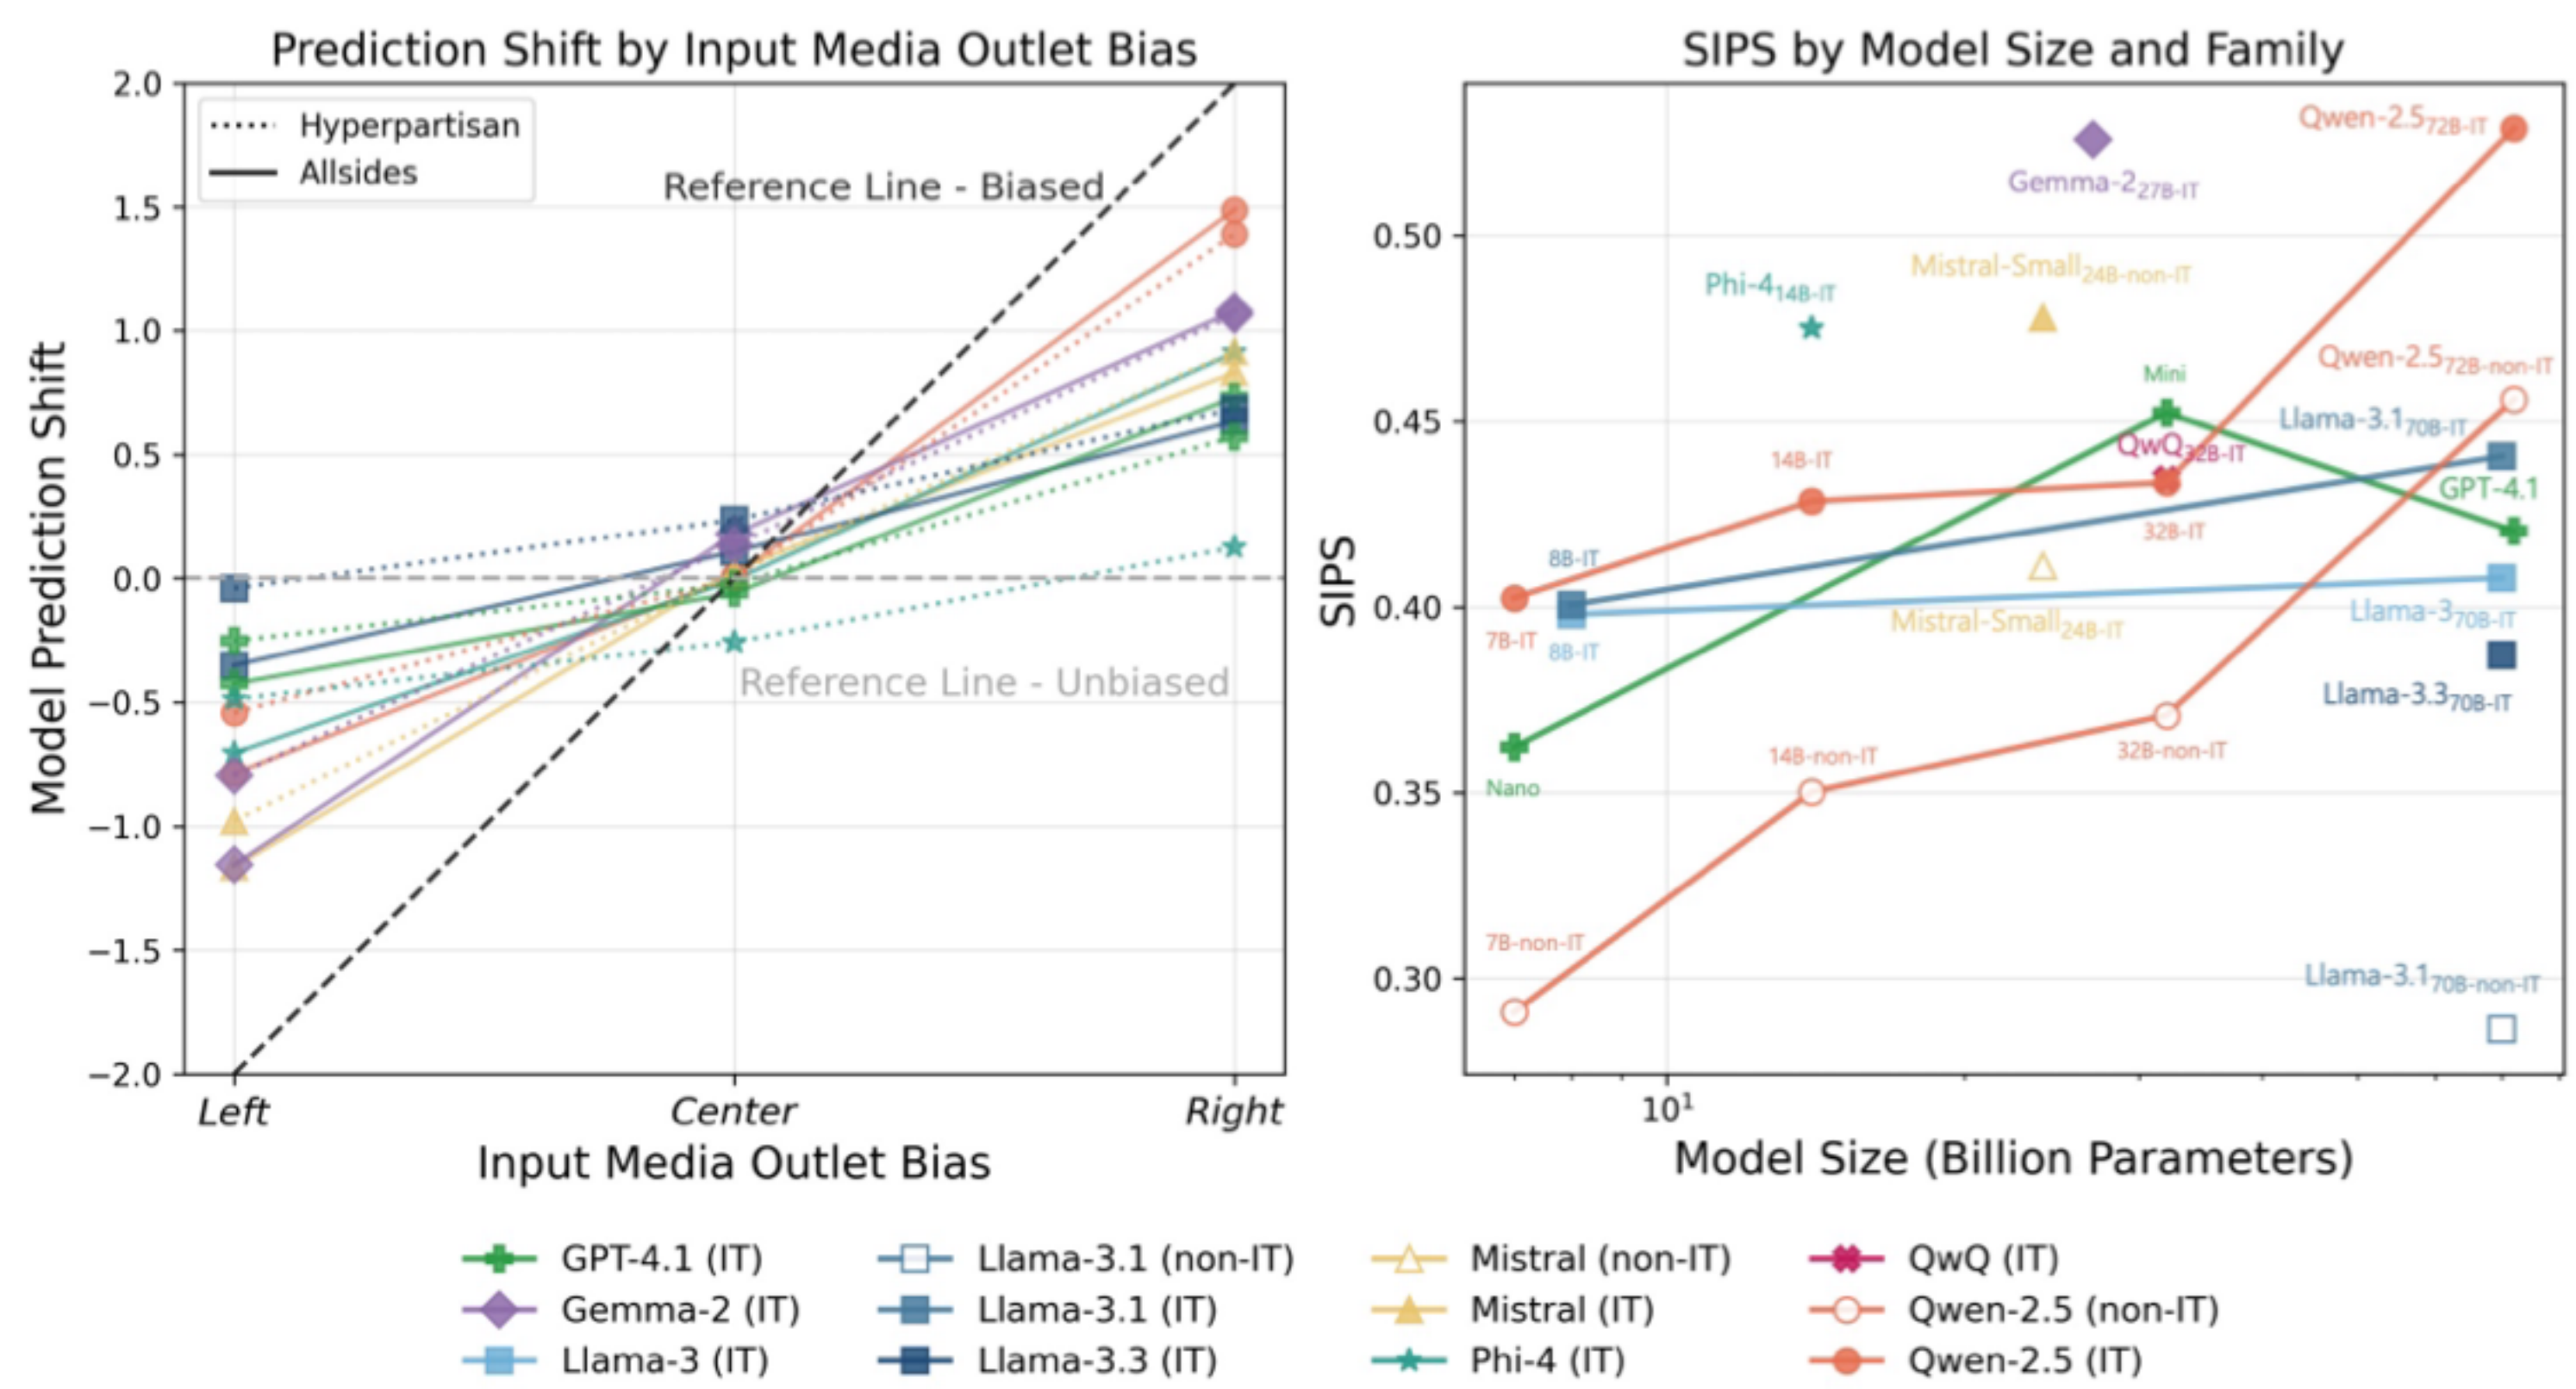 Prediction Shift by Input Media Outlet Bias
Model Prediction Shift
2.0
1.5
1.0
0.5
0.0
−0.5
−1.0
−1.5
−2.0
Hyperpartisan
Allsides
Reference Line - Biased
Reference Line - Unbiased
Left
Center
Right
Input Media Outlet Bias
SIPS by Model Size and Family
SIPS
0.50
0.45
0.40
0.35
0.30
Qwen-2.572B-IT
Gemma-227B-IT
Mistral-Small24B-non-IT
Phi-414B-IT
Qwen-2.572B-non-IT
Mini
Llama-3.170B-IT
QwQ32B-IT
14B-IT
GPT-4.1
32B-IT
8B-IT
Mistral-Small24B-IT
Llama-370B-IT
7B-IT
8B-IT
Llama-3.370B-IT
14B-non-IT
32B-non-IT
Nano
7B-non-IT
Llama-3.170B-non-IT
10¹
Model Size (Billion Parameters)
GPT-4.1 (IT)
Gemma-2 (IT)
Llama-3 (IT)
Llama-3.1 (non-IT)
Llama-3.1 (IT)
Llama-3.3 (IT)
Mistral (non-IT)
Mistral (IT)
Phi-4 (IT)
QwQ (IT)
Qwen-2.5 (non-IT)
Qwen-2.5 (IT)